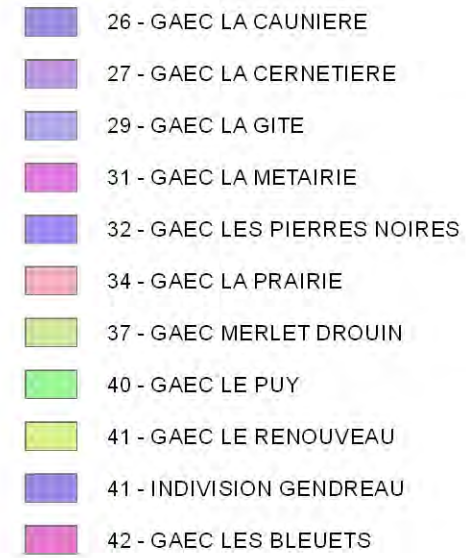 26 - GAEC LA CAUNIERE
27 - GAEC LA CERNETIERE
29 - GAEC LA GITE
31 - GAEC LA METAIRIE
32 - GAEC LES PIERRES NOIRES
34 - GAEC LA PRAIRIE
37 - GAEC MERLET DROUIN
40 - GAEC LE PUY
41 - GAEC LE RENOUVEAU
41 - INDIVISION GENDREAU
42 - GAEC LES BLEUETS